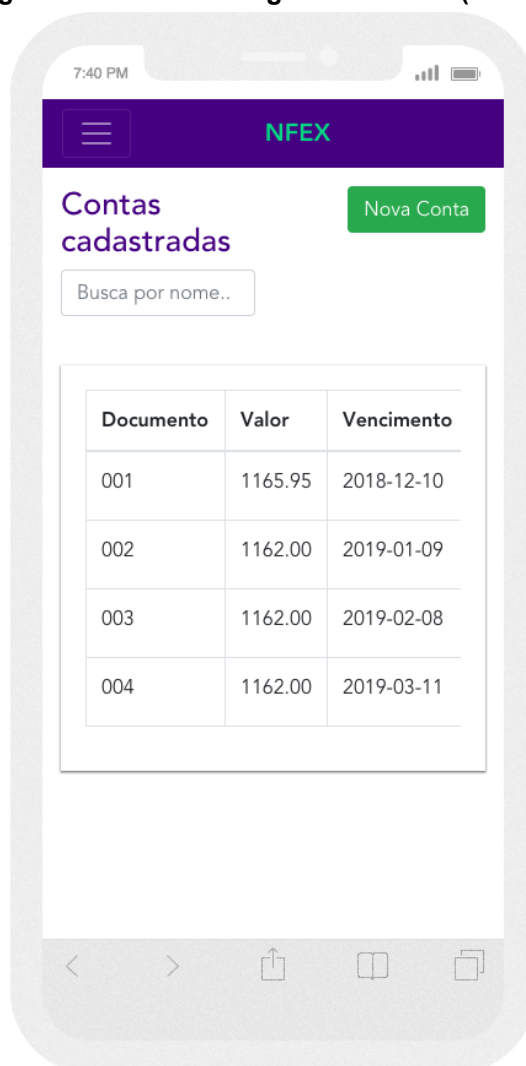 7:40 PM
NFEX
Contas
cadastradas
Nova Conta
Busca por nome..
Documento Valor Vencimento
001 1165.95 2018-12-10
002 1162.00 2019-01-09
003 1162.00 2019-02-08
004 1162.00 2019-03-11